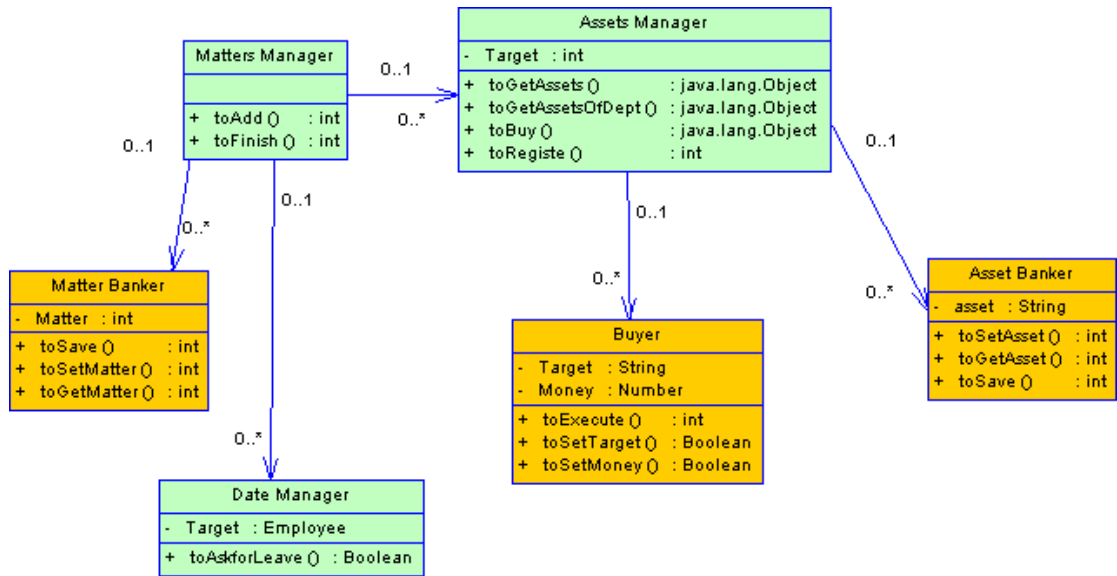 Assets Manager
- Target : int
+ toGetAssets () : java.lang.Object
+ toGetAssetsOfDept () : java.lang.Object
+ toBuy () : java.lang.Object
+ toRegiste () : int
Matters Manager
+ toAdd () : int
+ toFinish () : int
0..1
0..*
0..1
0..*
0..1
0..*
0..1
0..*
0..1
0..*
Matter Banker
- Matter : int
+ toSave () : int
+ toSetMatter () : int
+ toGetMatter () : int
Asset Banker
- asset : String
+ toSetAsset () : int
+ toGetAsset () : int
+ toSave () : int
Buyer
- Target : String
- Money : Number
+ toExecute () : int
+ toSetTarget () : Boolean
+ toSetMoney () : Boolean
Date Manager
- Target : Employee
+ toAskforLeave () : Boolean